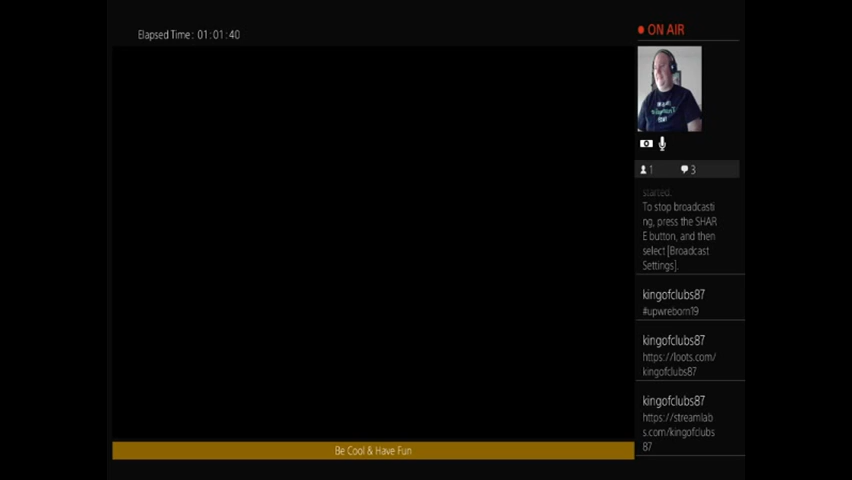 Elapsed Time: 01:01:40
ON AIR
1 3
started.
To stop broadcasti
ng, press the SHAR
E button, and then
select [Broadcast
Settings].
kingofclubs87
#upwreborn19
kingofclubs87
https://loots.com/
kingofclubs87
kingofclubs87
https://streamlab
s.com/kingofclubs
87
Be Cool & Have Fun